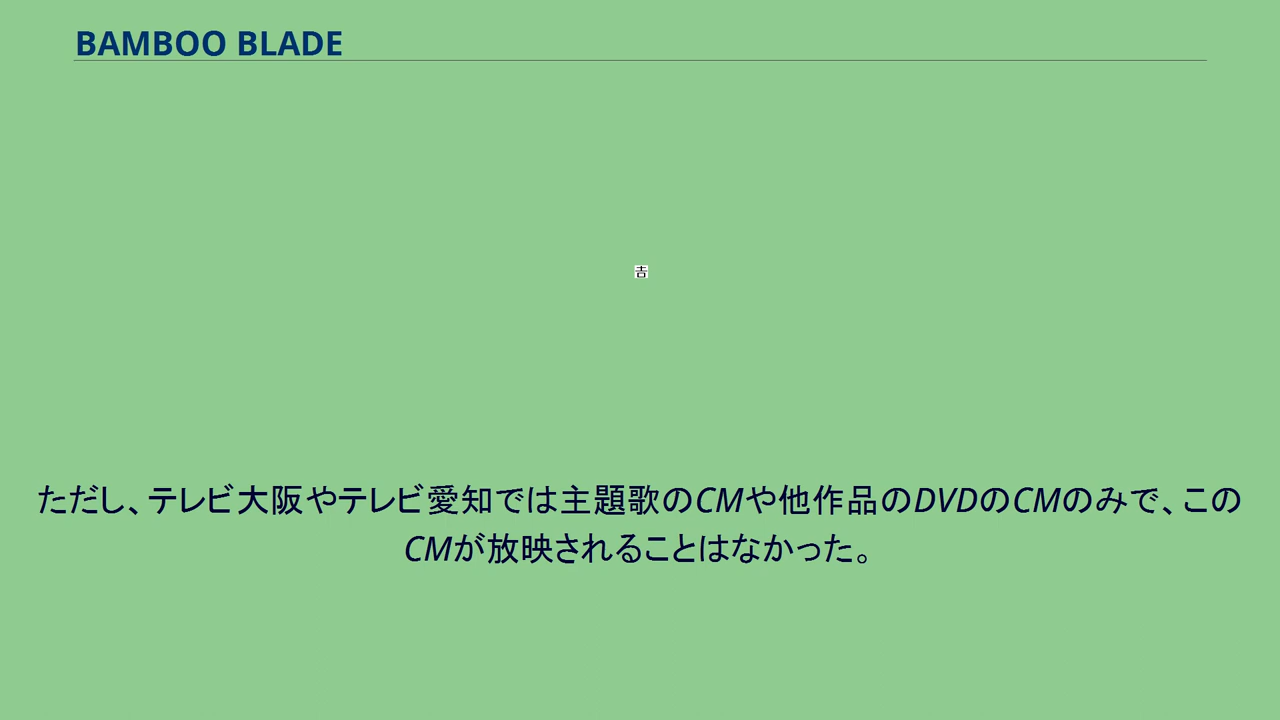 BAMBOO BLADE
𠮷
ただし、テレビ大阪やテレビ愛知では主題歌のCMや他作品のDVDのCMのみで、この
CMが放映されることはなかった。